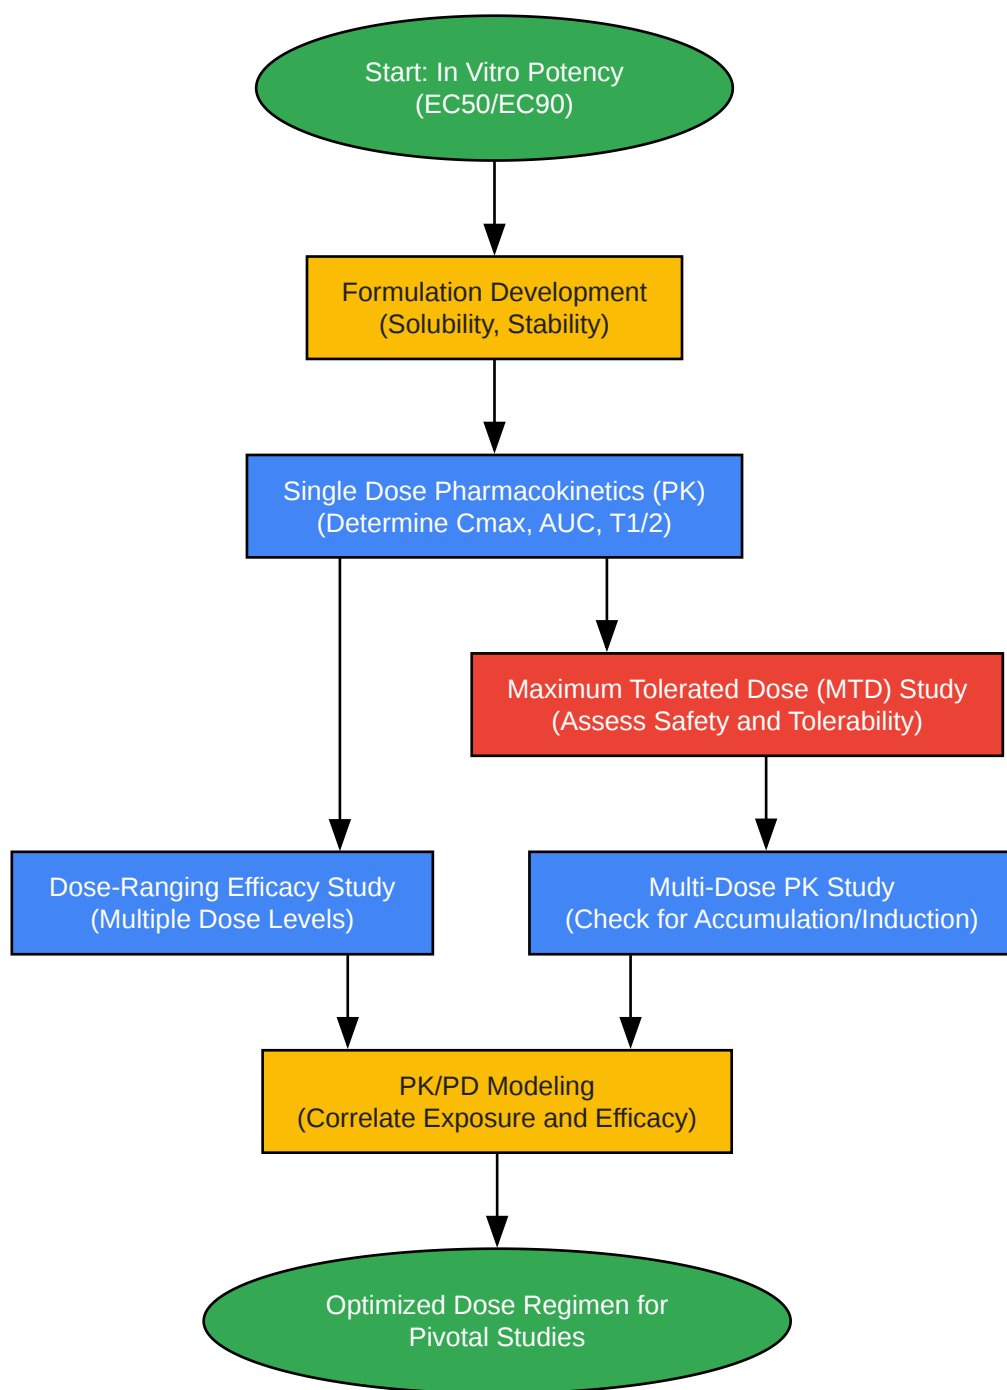 Start: In Vitro Potency
(EC50/EC90)
Formulation Development
(Solubility, Stability)
Single Dose Pharmacokinetics (PK)
(Determine Cmax, AUC, T1/2)
Maximum Tolerated Dose (MTD) Study
(Assess Safety and Tolerability)
Dose-Ranging Efficacy Study
(Multiple Dose Levels)
Multi-Dose PK Study
(Check for Accumulation/Induction)
PK/PD Modeling
(Correlate Exposure and Efficacy)
Optimized Dose Regimen for
Pivotal Studies